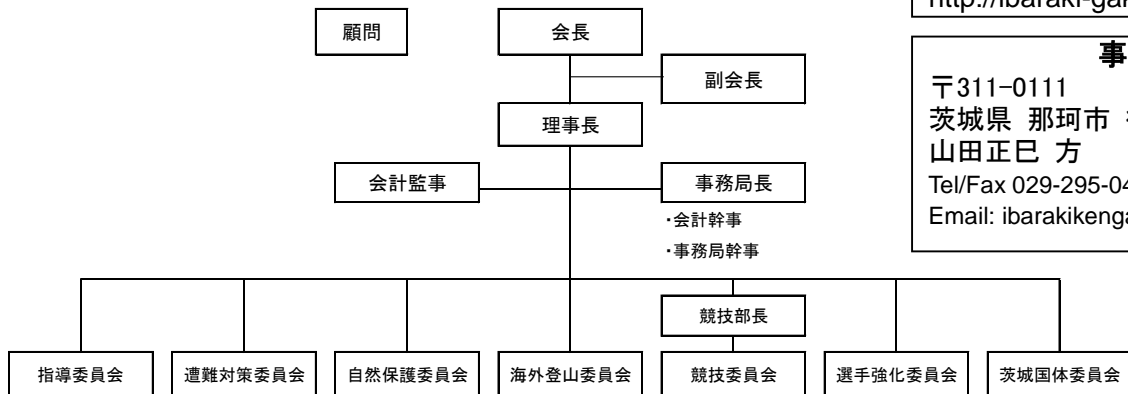 http://ibaraki-gak
顧問
会長
事
副会長
〒311-0111
茨城県 那珂市
理事長
山田正巳 方
会計監事
事務局長
Tel/Fax 029-295-04
・会計幹事
Email: ibarakikenga
・事務局幹事
競技部長
指導委員会
遭難対策委員会
自然保護委員会
海外登山委員会
競技委員会
選手強化委員会
茨城国体委員会